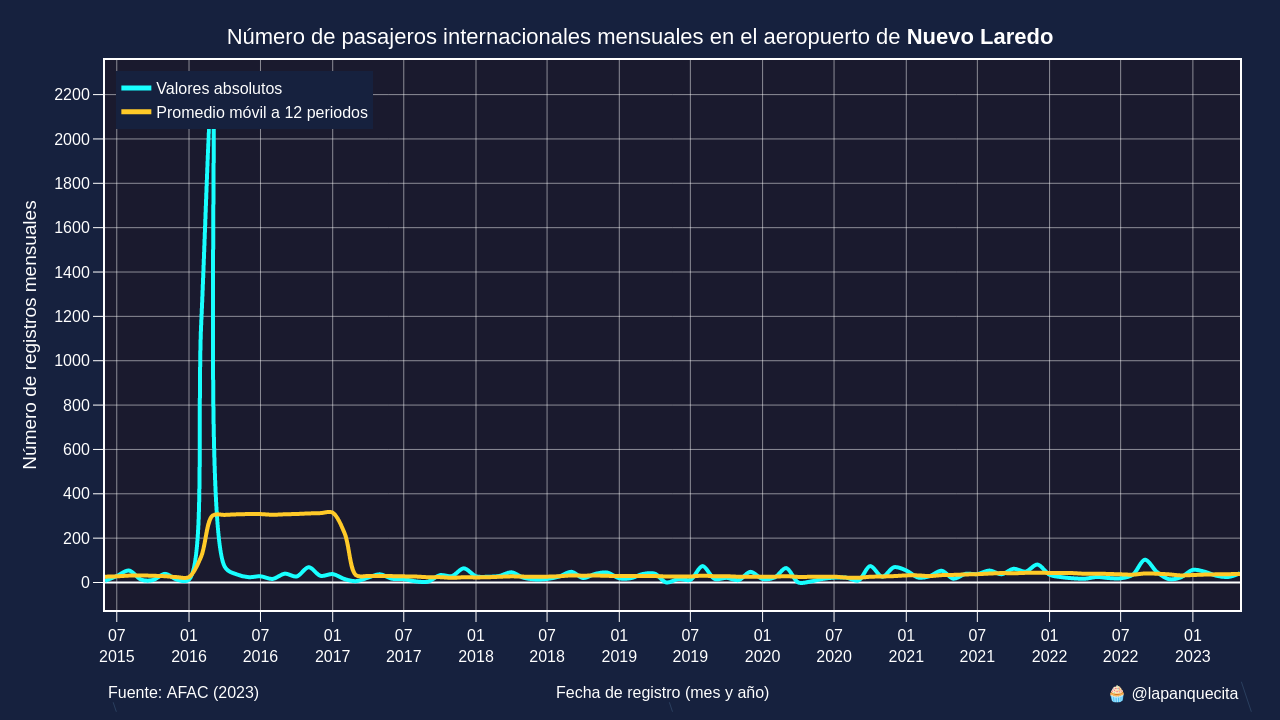 Número de pasajeros internacionales mensuales en el aeropuerto de Nuevo Laredo
Valores absolutos
Promedio móvil a 12 periodos
Número de registros mensuales
2200
2000
1800
1600
1400
1200
1000
800
600
400
200
0
07 01 07 01 07 01 07 01 07 01 07 01 07 01 07 01
2015 2016 2016 2017 2017 2018 2018 2019 2019 2020 2020 2021 2021 2022 2022 2023
Fuente: AFAC (2023)
Fecha de registro (mes y año)
🧁 @lapanquecita